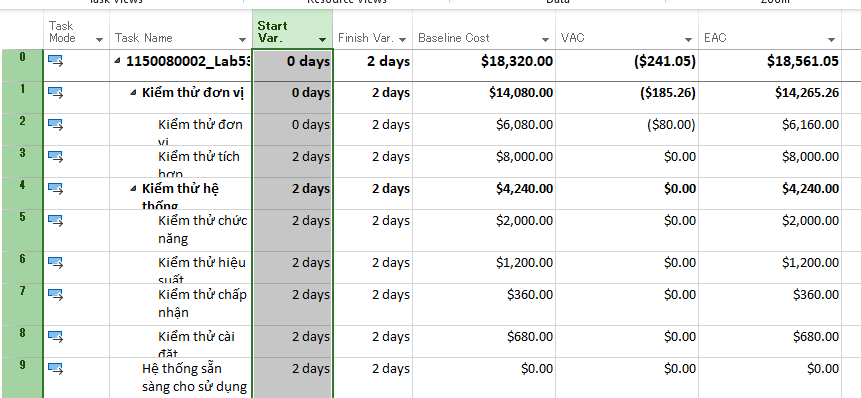 Task Views Resource Views Data Zoom
Task Mode Task Name Start Var. Finish Var. Baseline Cost VAC EAC
0 1150080002_Lab53 0 days 2 days $18,320.00 ($241.05) $18,561.05
1 Kiểm thử đơn vị 0 days 2 days $14,080.00 ($185.26) $14,265.26
2 Kiểm thử đơn vị 0 days 2 days $6,080.00 ($80.00) $6,160.00
3 Kiểm thử tích hợp 2 days 2 days $8,000.00 $0.00 $8,000.00
4 Kiểm thử hệ thống 2 days 2 days $4,240.00 $0.00 $4,240.00
5 Kiểm thử chức năng 2 days 2 days $2,000.00 $0.00 $2,000.00
6 Kiểm thử hiệu suất 2 days 2 days $1,200.00 $0.00 $1,200.00
7 Kiểm thử chấp nhận 2 days 2 days $360.00 $0.00 $360.00
8 Kiểm thử cài đặt 2 days 2 days $680.00 $0.00 $680.00
9 Hệ thống sẵn sàng cho sử dụng 2 days 2 days $0.00 $0.00 $0.00